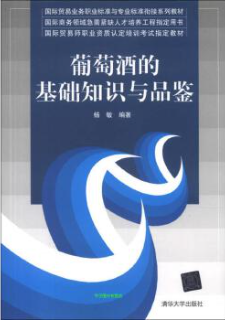 国际贸易业务职业标准与专业标准衔接系列教材
国际商务领域急需紧缺人才培养工程指定用书
国际贸易师职业资质认定培训考试指定教材
葡萄酒的
基础知识与品鉴
杨敏 编著
清华大学出版社